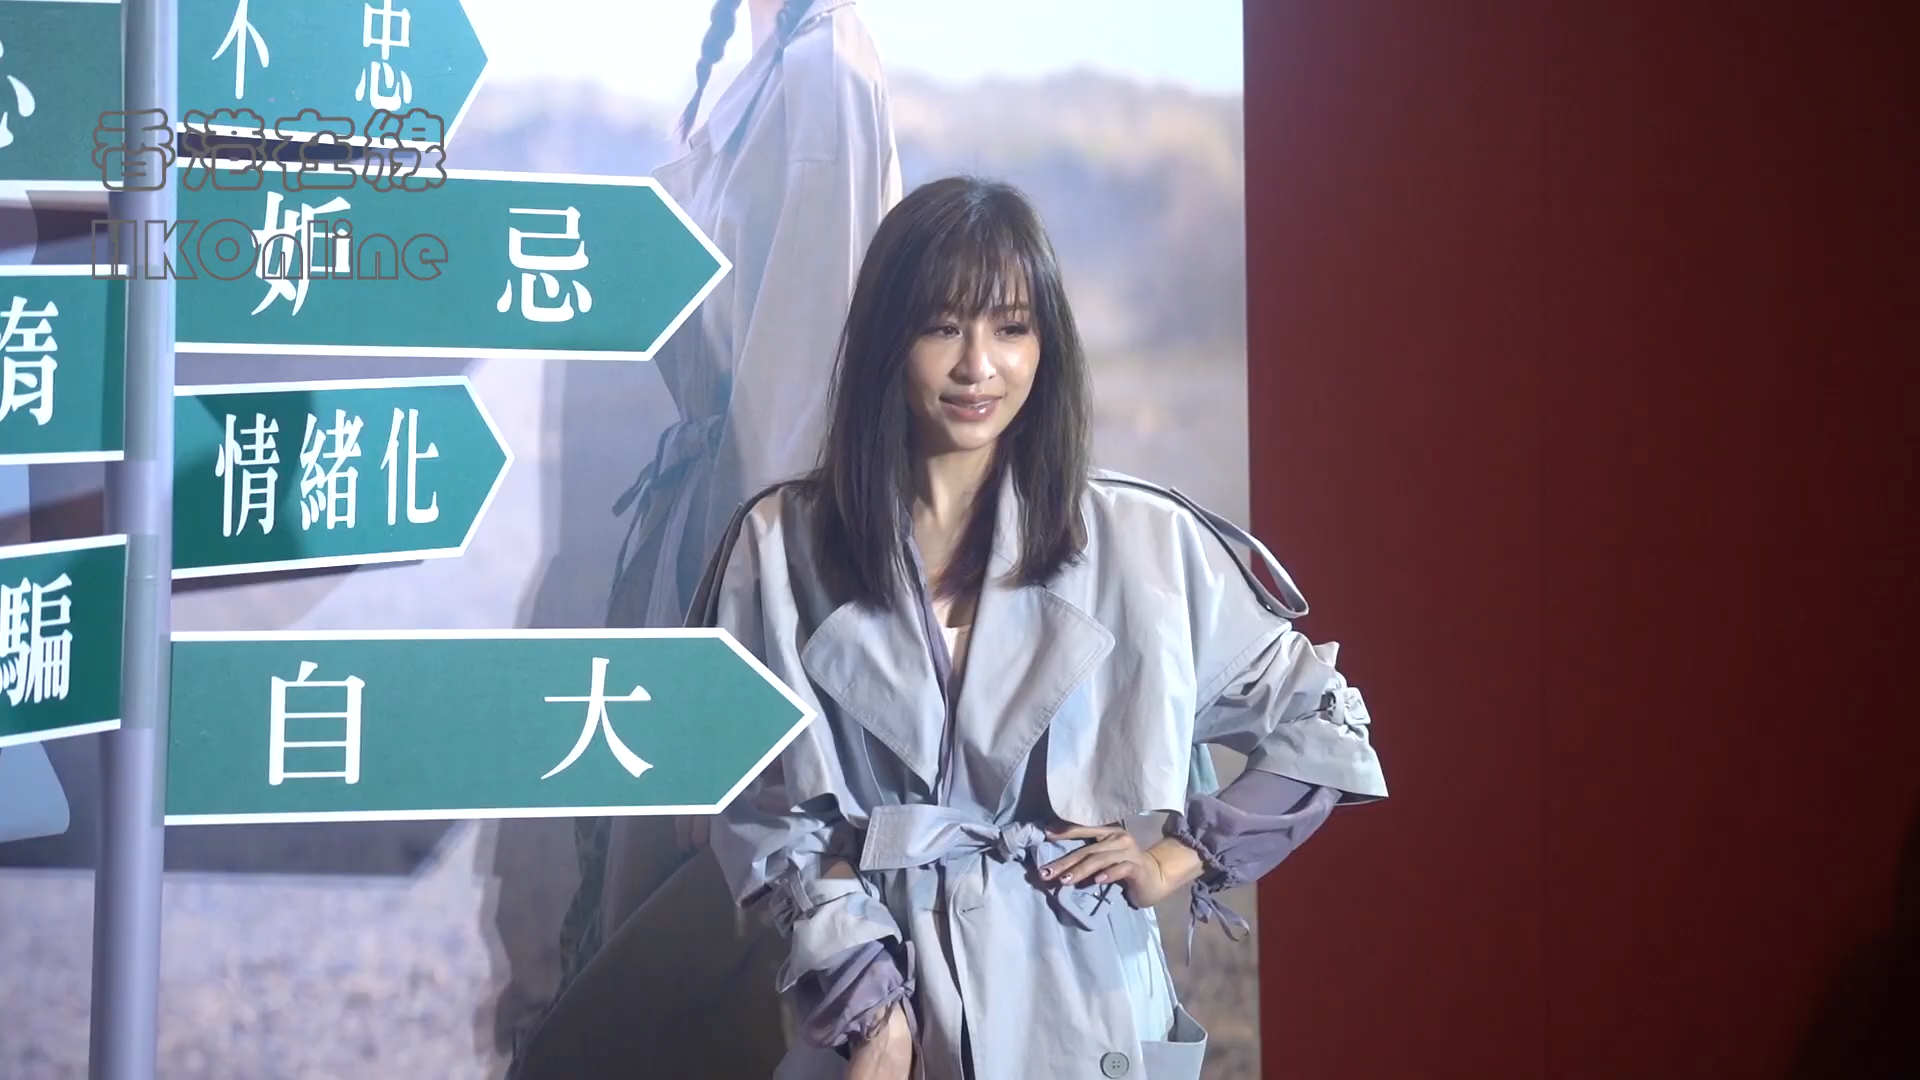 不忠
香港在線
HKOnline
妒忌
情緒化
自大
騙